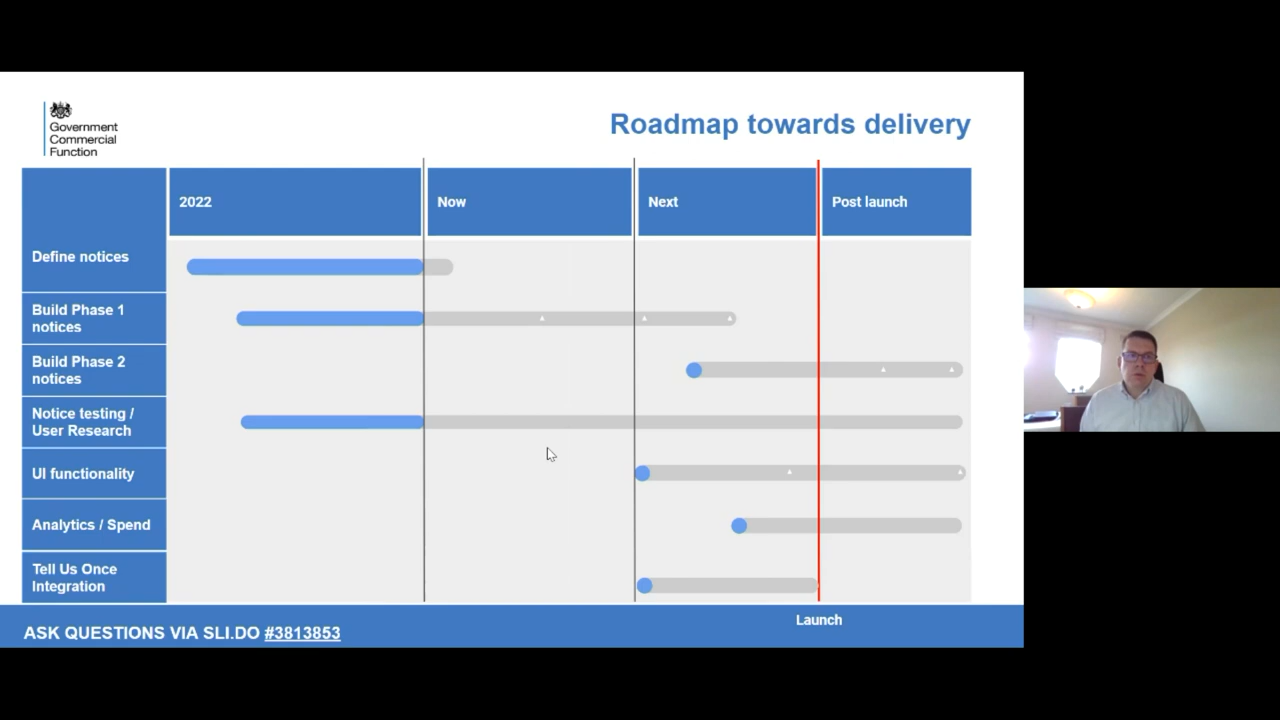 Government
Commercial
Function
Roadmap towards delivery
2022
Now
Next
Post launch
Define notices
Build Phase 1
notices
Build Phase 2
notices
Notice testing /
User Research
UI functionality
Analytics / Spend
Tell Us Once
Integration
Launch
ASK QUESTIONS VIA SLI.DO #3813853